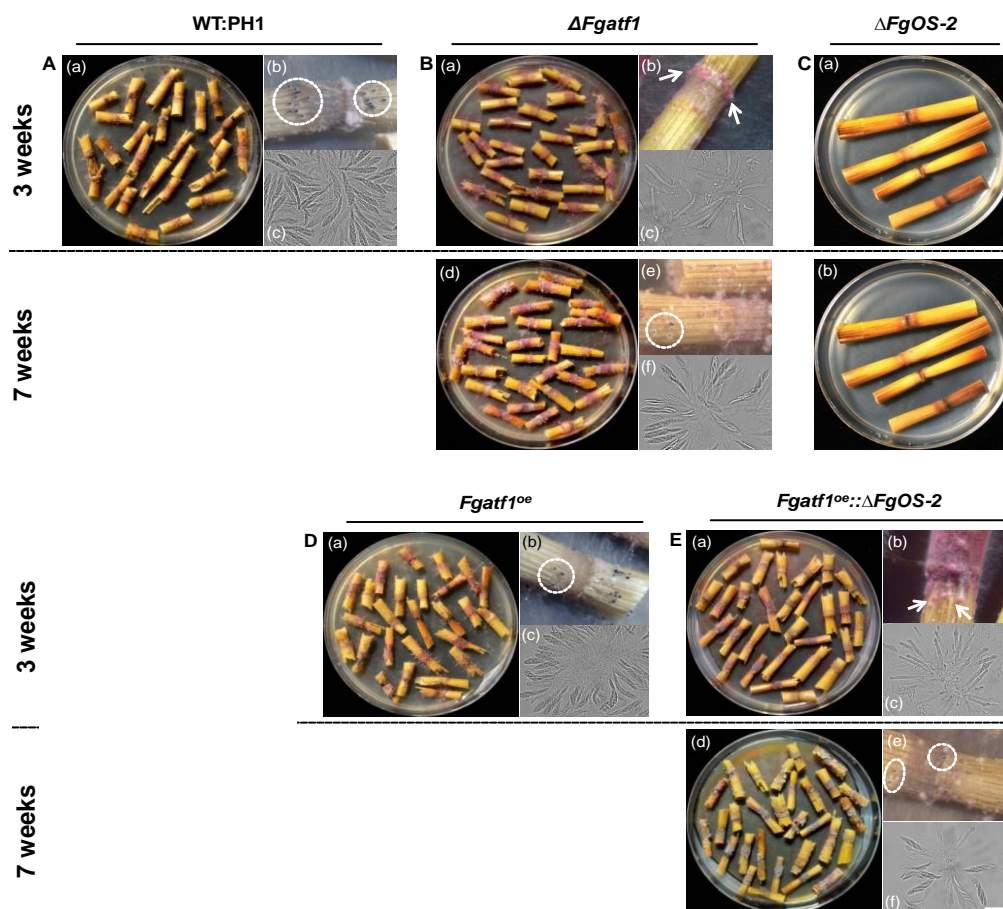 WT:PH1
ΔFgatf1
ΔFgOS-2
3 weeks
A
(a)
(b)
(c)
B
(a)
(b)
(c)
C
(a)
7 weeks
(d)
(e)
(f)
(b)
Fgatf1oe
Fgatf1oe::ΔFgOS-2
3 weeks
D
(a)
(b)
(c)
E
(a)
(b)
(c)
7 weeks
(d)
(e)
(f)